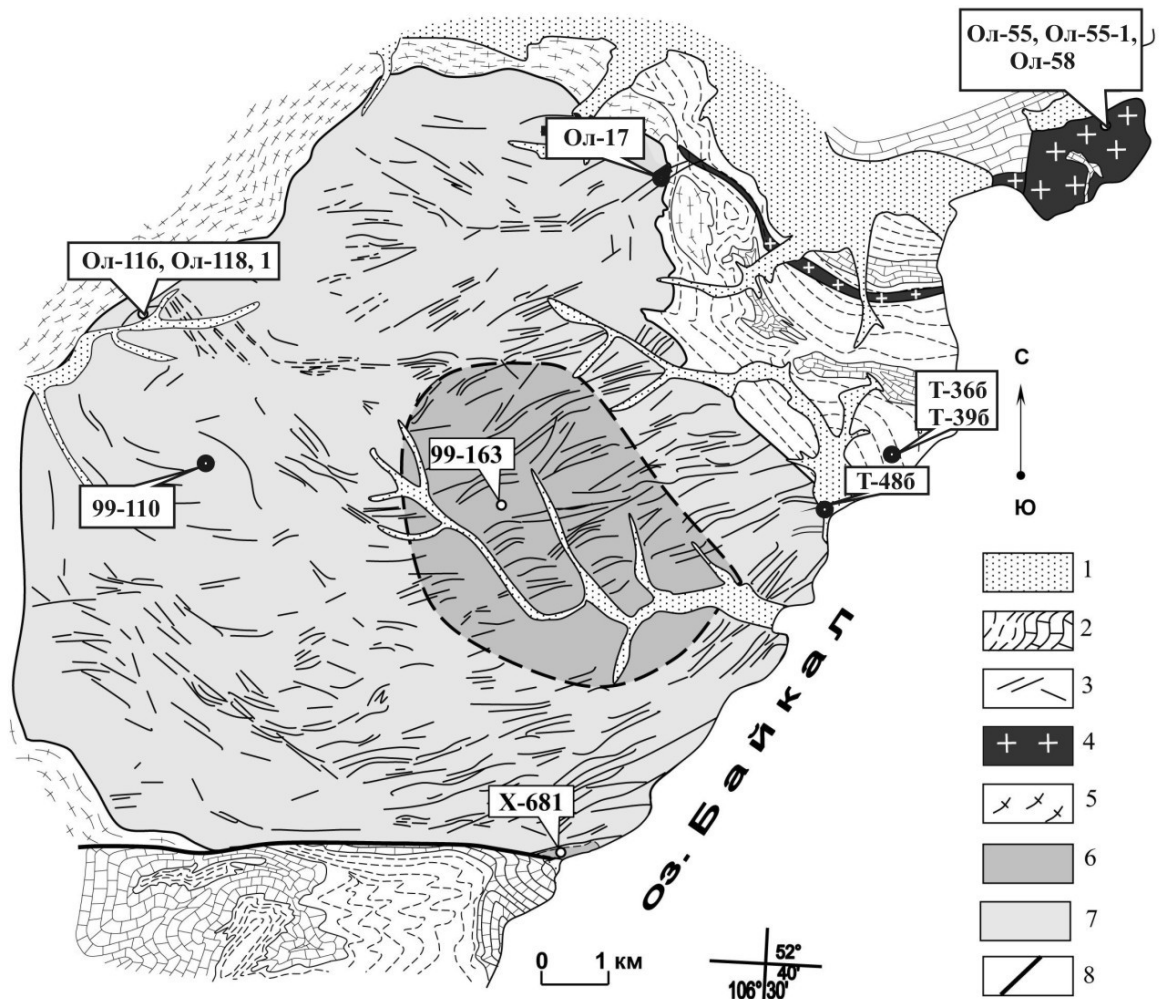 Ол-55, Ол-55-1,
Ол-58
Ол-17
Ол-116, Ол-118, 1
С
Ю
Т-36б
Т-39б
99-163
99-110
Т-48б
1
2
3
4
5
6
7
8
Х-681
оз. Байкал
0 1 км
52°
40'
106° 30'